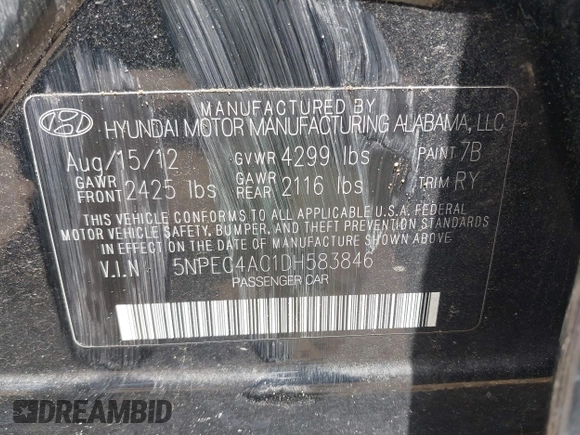 MANUFACTURED BY
HYUNDAI MOTOR MANUFACTURING ALABAMA, LLC
Aug/15/12 GVWR 4299 lbs PAINT 7B
GAWR FRONT 2425 lbs GAWR REAR 2116 lbs TRIM RY
THIS VEHICLE CONFORMS TO ALL APPLICABLE U.S.A. FEDERAL
MOTOR VEHICLE SAFETY, BUMPER, AND THEFT PREVENTION STANDARDS
IN EFFECT ON THE DATE OF MANUFACTURE SHOWN ABOVE.
V.I.N 5NPEC4AC1DH583846
PASSENGER CAR
DREAMBID